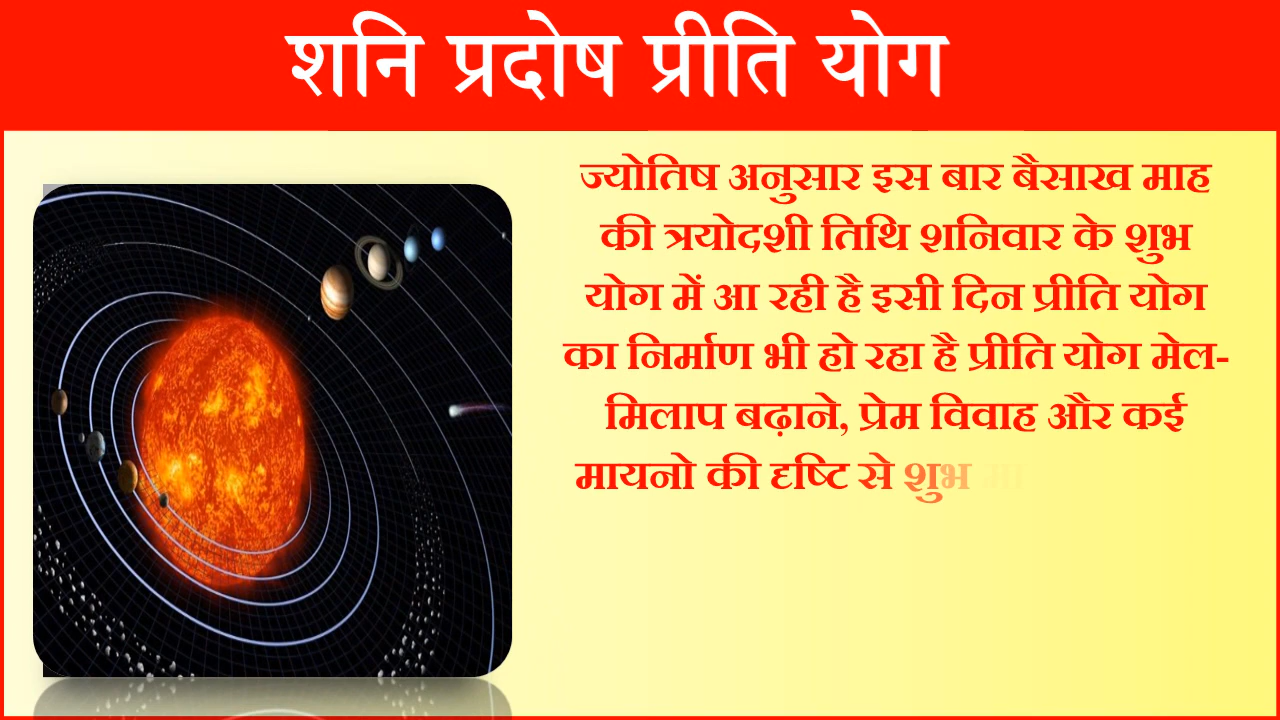 शनि प्रदोष प्रीति योग
ज्योतिष अनुसार इस बार बैसाख माह
की त्रयोदशी तिथि शनिवार के शुभ
योग में आ रही है इसी दिन प्रीति योग
का निर्माण भी हो रहा है प्रीति योग मेल-
मिलाप बढ़ाने, प्रेम विवाह और कई
मायनो की दृष्टि से शुभ